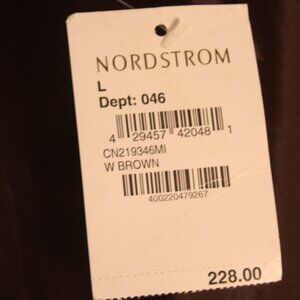 NORDSTROM
L
Dept: 046
4 29457 42048 1
CN219346MI
W BROWN
400220479267
228.00